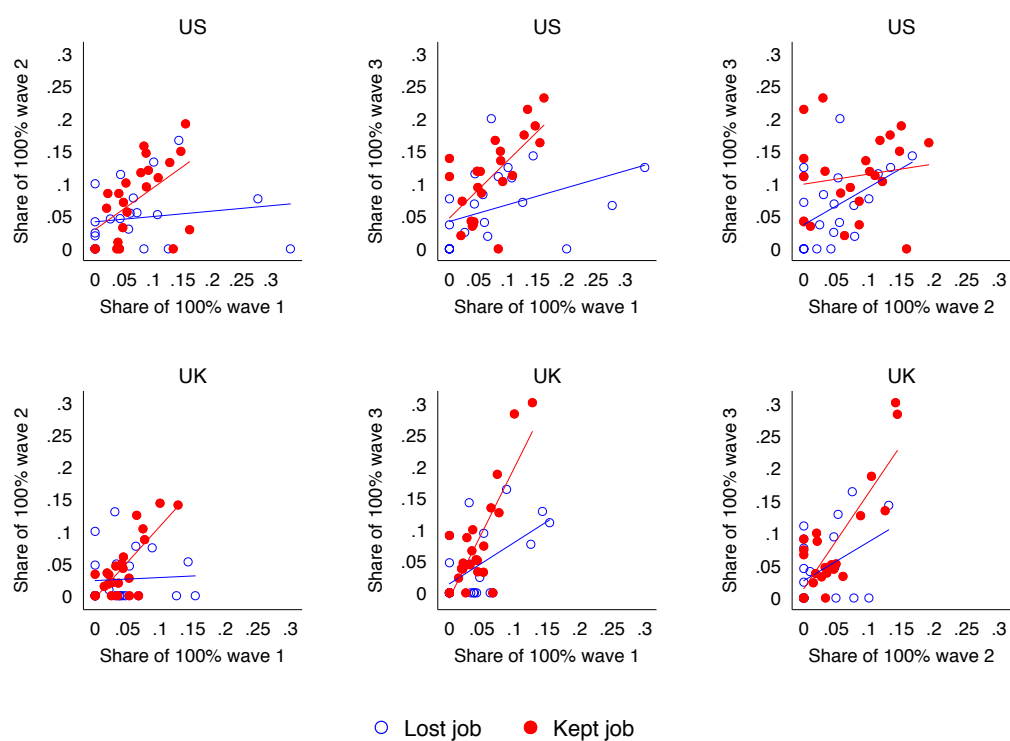 US
Share of 100% wave 2
.3
.25
.2
.15
.1
.05
0
0 .05 .1 .15 .2 .25 .3
Share of 100% wave 1
US
Share of 100% wave 3
.3
.25
.2
.15
.1
.05
0
0 .05 .1 .15 .2 .25 .3
Share of 100% wave 1
US
Share of 100% wave 3
.3
.25
.2
.15
.1
.05
0
0 .05 .1 .15 .2 .25 .3
Share of 100% wave 2
UK
Share of 100% wave 2
.3
.25
.2
.15
.1
.05
0
0 .05 .1 .15 .2 .25 .3
Share of 100% wave 1
UK
Share of 100% wave 3
.3
.25
.2
.15
.1
.05
0
0 .05 .1 .15 .2 .25 .3
Share of 100% wave 1
UK
Share of 100% wave 3
.3
.25
.2
.15
.1
.05
0
0 .05 .1 .15 .2 .25 .3
Share of 100% wave 2
Lost job Kept job